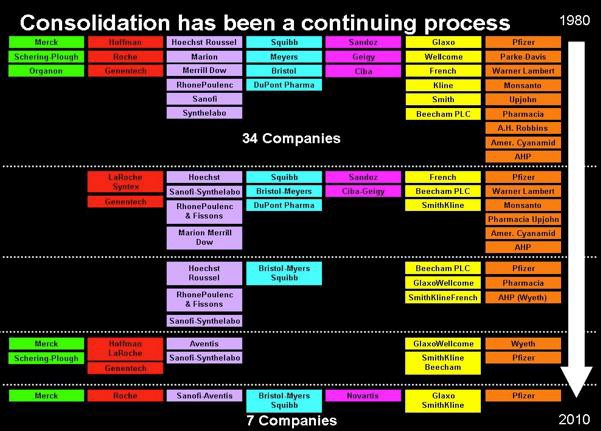 Consolidation has been a continuing process
1980
Merck
Hoffman
Hoechst Roussel
Squibb
Sandoz
Glaxo
Pfizer
Schering-Plough
Roche
Marion
Meyers
Geigy
Wellcome
Parke-Davis
Organon
Genentech
Merrill Dow
Bristol
Ciba
French
Warner Lambert
RhonePoulenc
DuPont Pharma
Kline
Monsanto
Sanofi
Smith
Upjohn
Synthelabo
Beecham PLC
Pharmacia
A.H. Robbins
34 Companies
Amer. Cyanamid
AHP
LaRoche
Syntex
Hoechst
Squibb
Sandoz
French
Pfizer
Sanofi-Synthelabo
Bristol-Meyers
Ciba-Geigy
Beecham PLC
Warner Lambert
Genentech
RhonePoulenc
& Fissons
DuPont Pharma
SmithKline
Monsanto
Pharmacia Upjohn
Marion Merrill
Dow
Amer. Cyanamid
AHP
Hoechst
Roussel
Bristol-Myers
Squibb
Beecham PLC
Pfizer
GlaxoWellcome
Pharmacia
RhonePoulenc
& Fissons
SmithKlineFrench
AHP (Wyeth)
Sanofi-Synthelabo
Merck
Hoffman
LaRoche
Aventis
GlaxoWellcome
Wyeth
Schering-Plough
Sanofi-Synthelabo
SmithKline
Beecham
Pfizer
Genentech
Merck
Roche
Sanofi-Aventis
Bristol-Myers
Squibb
Novartis
Glaxo
SmithKline
Pfizer
7 Companies
2010